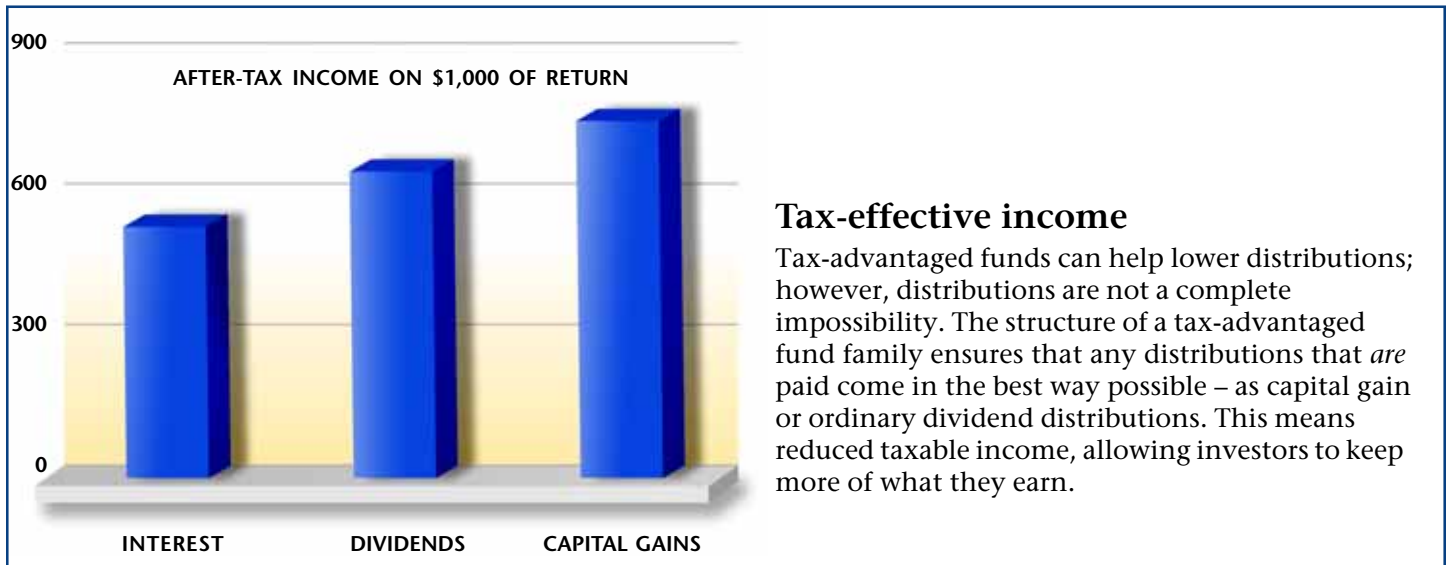 900
AFTER-TAX INCOME ON $1,000 OF RETURN
600
300
0
INTEREST DIVIDENDS CAPITAL GAINS
Tax-effective income
Tax-advantaged funds can help lower distributions;
however, distributions are not a complete
impossibility. The structure of a tax-advantaged
fund family ensures that any distributions that are
paid come in the best way possible – as capital gain
or ordinary dividend distributions. This means
reduced taxable income, allowing investors to keep
more of what they earn.